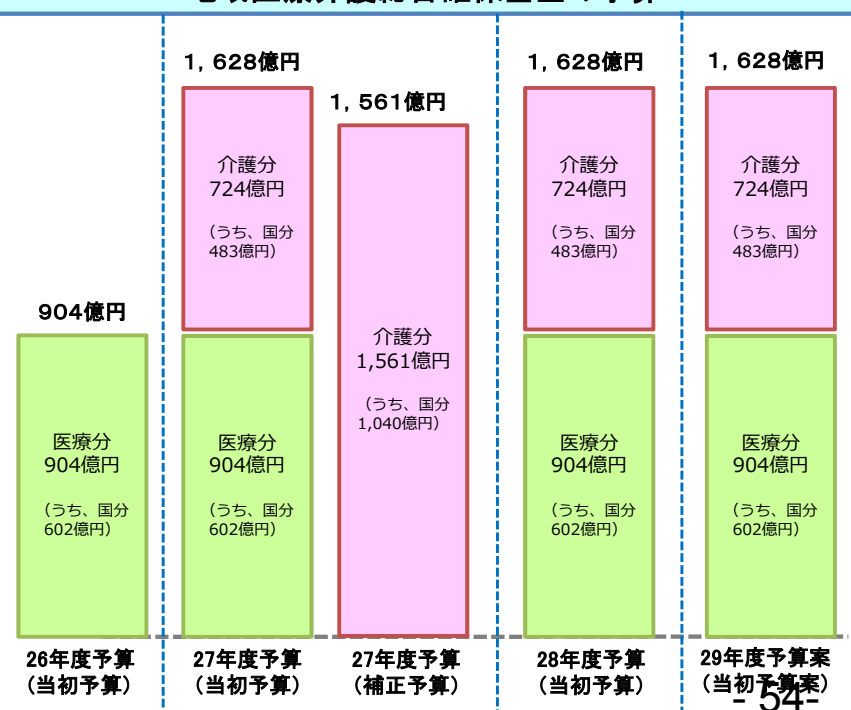 1，628億円
1，561億円
1，628億円
1，628億円
904億円
医療分
904億円
（うち、国分
602億円）
介護分
724億円
（うち、国分
483億円）
医療分
904億円
（うち、国分
602億円）
介護分
1,561億円
（うち、国分
1,040億円）
介護分
724億円
（うち、国分
483億円）
医療分
904億円
（うち、国分
602億円）
介護分
724億円
（うち、国分
483億円）
医療分
904億円
（うち、国分
602億円）
26年度予算
（当初予算）
27年度予算
（当初予算）
27年度予算
（補正予算）
28年度予算
（当初予算）
29年度予算案
（当初予算案）
- 54-